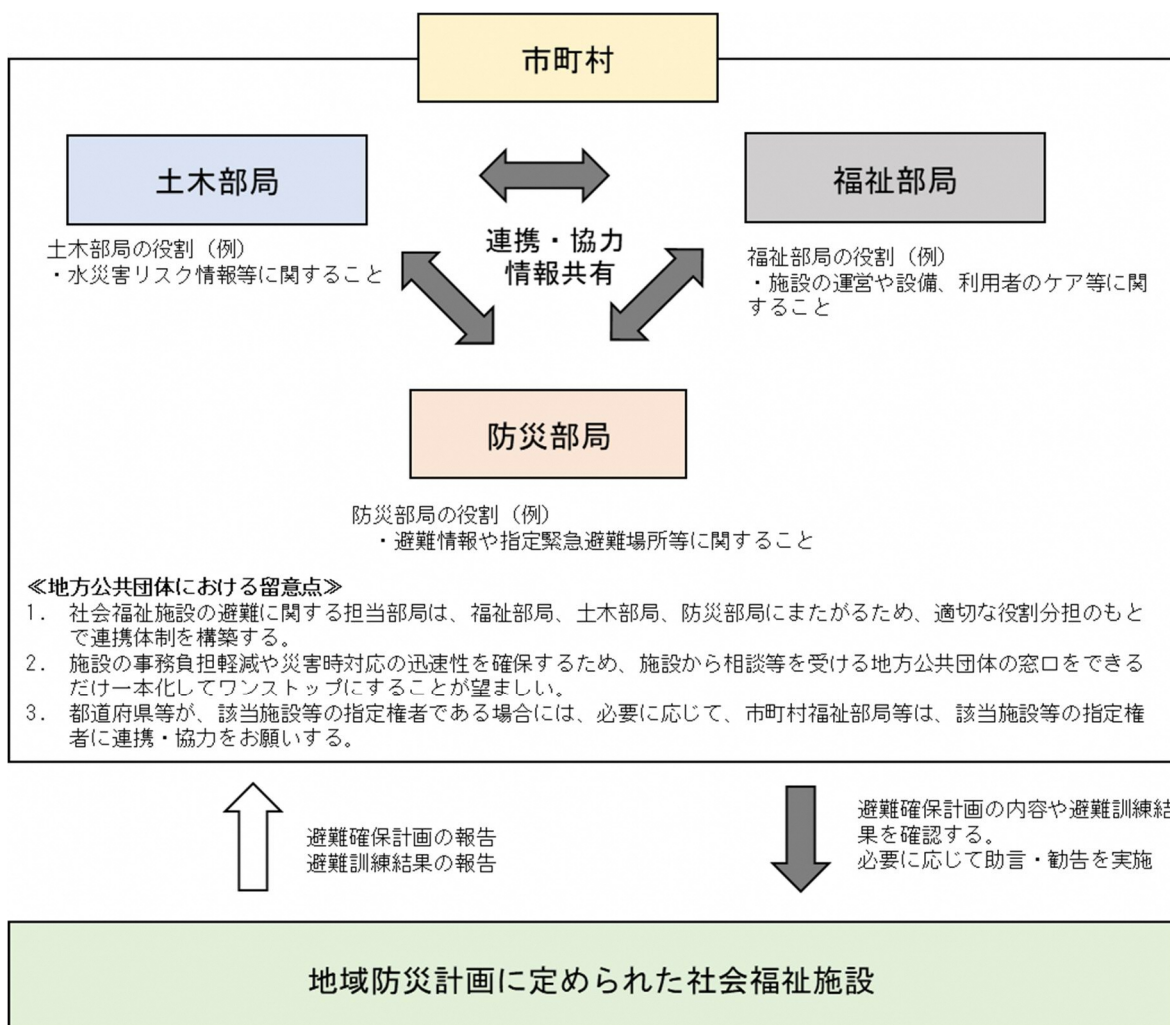 市町村
土木部局
福祉部局
連携・協力
情報共有
土木部局の役割（例）
・水災害リスク情報等に関すること
福祉部局の役割（例）
・施設の運営や設備、利用者のケア等に関
すること
防災部局
防災部局の役割（例）
・避難情報や指定緊急避難場所等に関すること
≪地方公共団体における留意点≫
1. 社会福祉施設の避難に関する担当部局は、福祉部局、土木部局、防災部局にまたがるため、適切な役割分担のもと
で連携体制を構築する。
2. 施設の事務負担軽減や災害時対応の迅速性を確保するため、施設から相談等を受ける地方公共団体の窓口をできる
だけ一本化してワンストップにすることが望ましい。
3. 都道府県等が、該当施設等の指定権者である場合には、必要に応じて、市町村福祉部局等は、該当施設等の指定権
者に連携・協力をお願いする。
避難確保計画の報告
避難訓練結果の報告
避難確保計画の内容や避難訓練結
果を確認する。
必要に応じて助言・勧告を実施
地域防災計画に定められた社会福祉施設